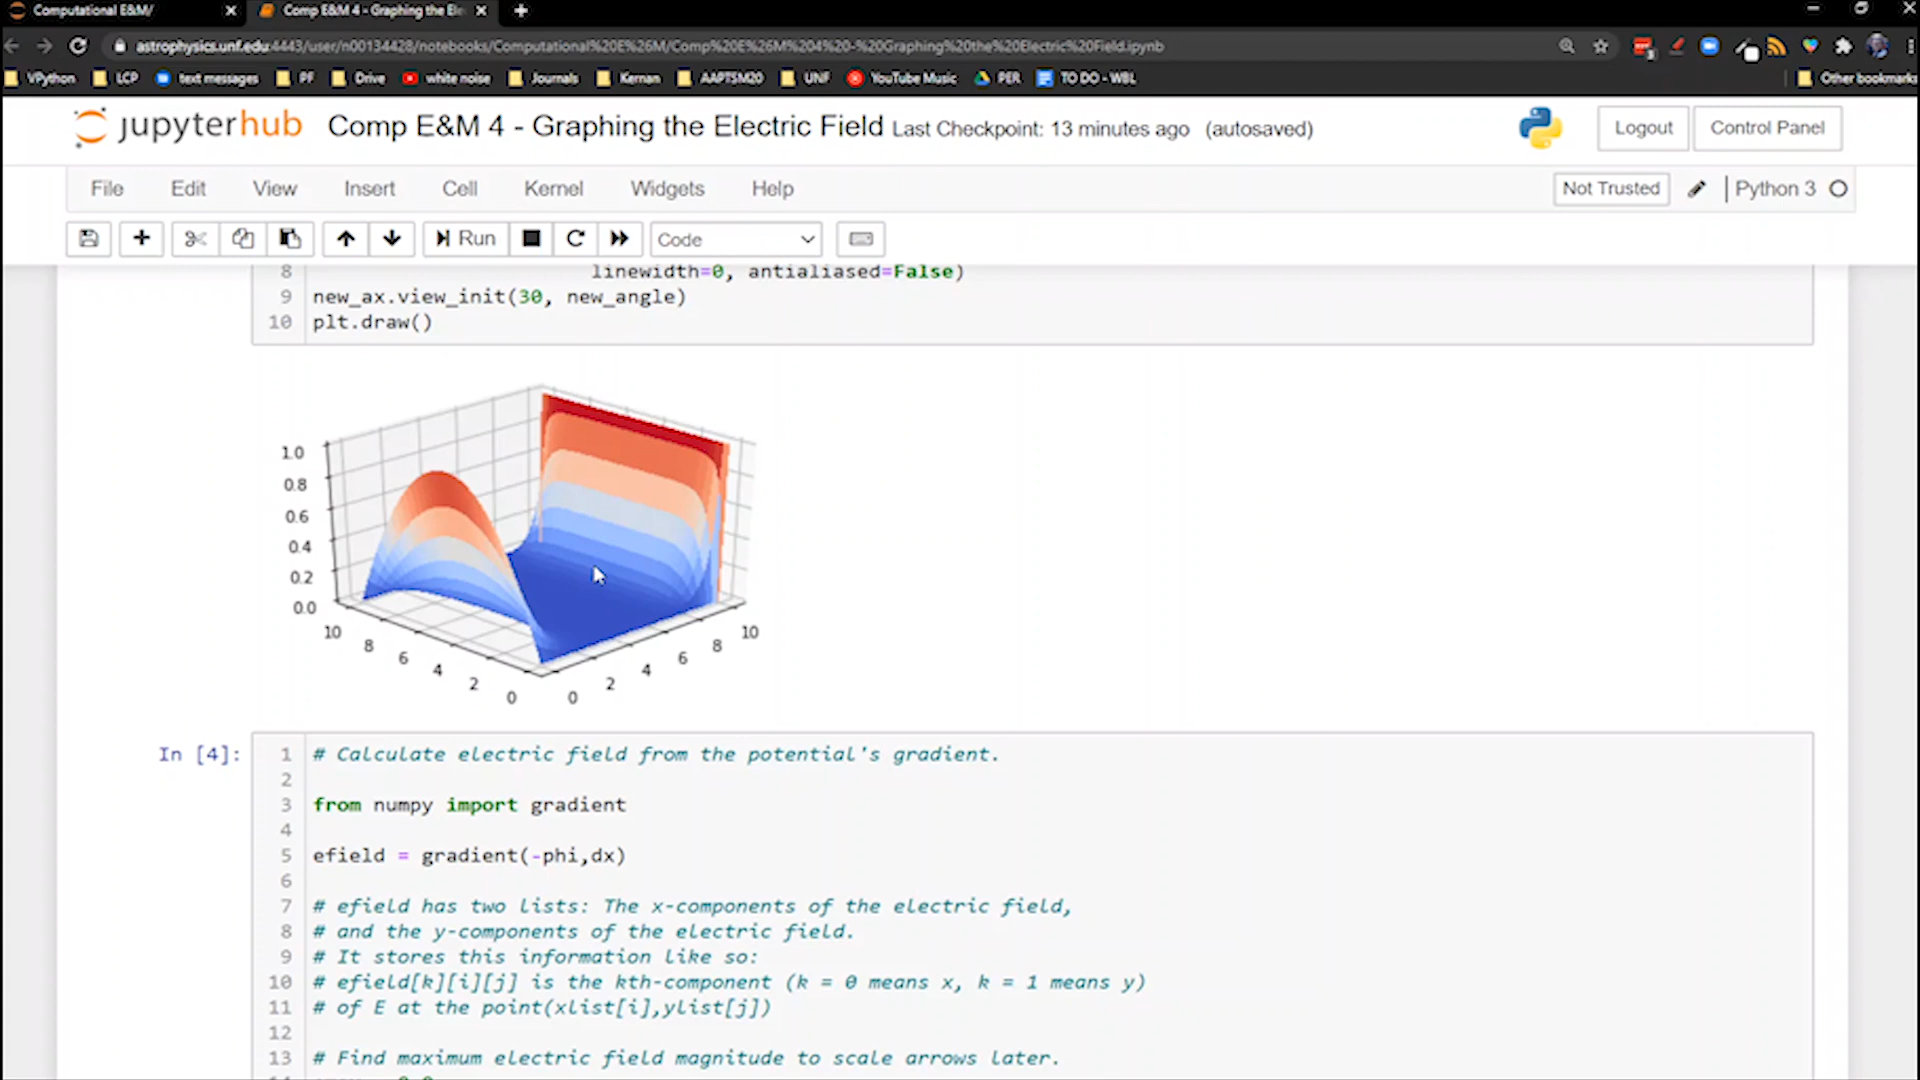 Computational E&M/
Comp E&M 4 - Graphing the Ele
astrophysics.unf.edu:4443/user/n00134428/notebooks/Computational%20E%26M/Comp%20E%26M%204%20-%20Graphing%20the%20Electric%20Field.ipynb
VPython LCP text messages PF Drive white noise Journals Kernan AAPTSM20 UNF YouTube Music PER TO DO - WBL Other bookmarks
jupyterhub Comp E&M 4 - Graphing the Electric Field Last Checkpoint: 13 minutes ago (autosaved) Logout Control Panel
File Edit View Insert Cell Kernel Widgets Help Not Trusted Python 3
Run Code
8 linewidth=0, antialiased=False)
9 new_ax.view_init(30, new_angle)
10 plt.draw()
1.0
0.8
0.6
0.4
0.2
0.0
10 8 6 4 2 0
0 2 4 6 8 10
In [4]:
1 # Calculate electric field from the potential's gradient.
2
3 from numpy import gradient
4
5 efield = gradient(-phi,dx)
6
7 # efield has two lists: The x-components of the electric field,
8 # and the y-components of the electric field.
9 # It stores this information like so:
10 # efield[k][i][j] is the kth-component (k = 0 means x, k = 1 means y)
11 # of E at the point(xlist[i],ylist[j])
12
13 # Find maximum electric field magnitude to scale arrows later.